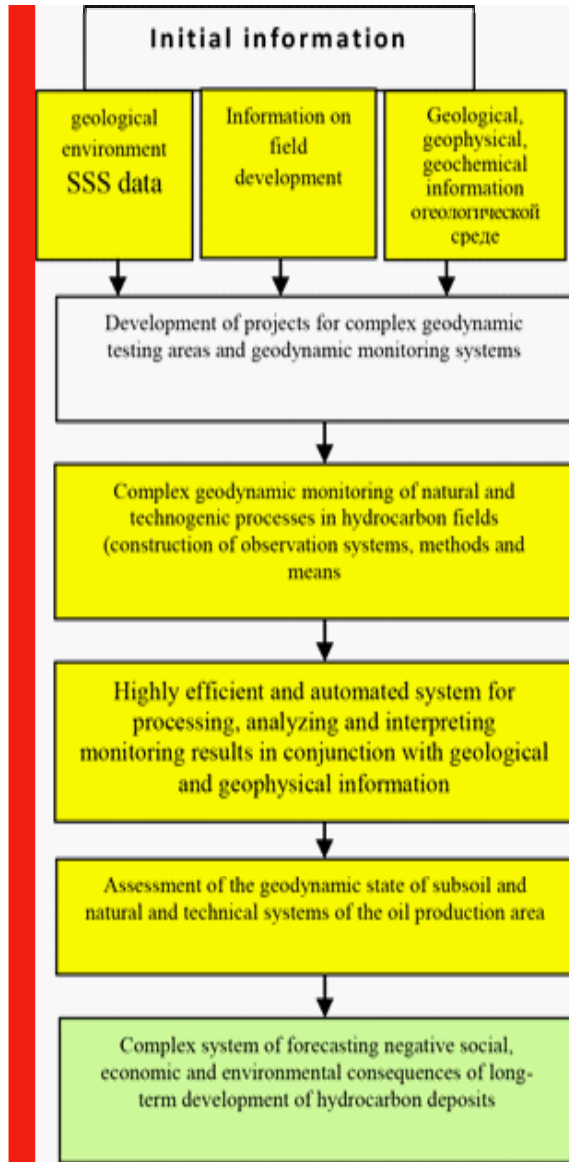 Initial information
geological
environment
SSS data
Information on
field
development
Geological,
geophysical,
geochemical
information
огеологической
среде
Development of projects for complex geodynamic
testing areas and geodynamic monitoring systems
Complex geodynamic monitoring of natural and
technogenic processes in hydrocarbon fields
(construction of observation systems, methods and
means
Highly efficient and automated system for
processing, analyzing and interpreting
monitoring results in conjunction with geological
and geophysical information
Assessment of the geodynamic state of subsoil and
natural and technical systems of the oil production area
Complex system of forecasting negative social,
economic and environmental consequences of long-
term development of hydrocarbon deposits